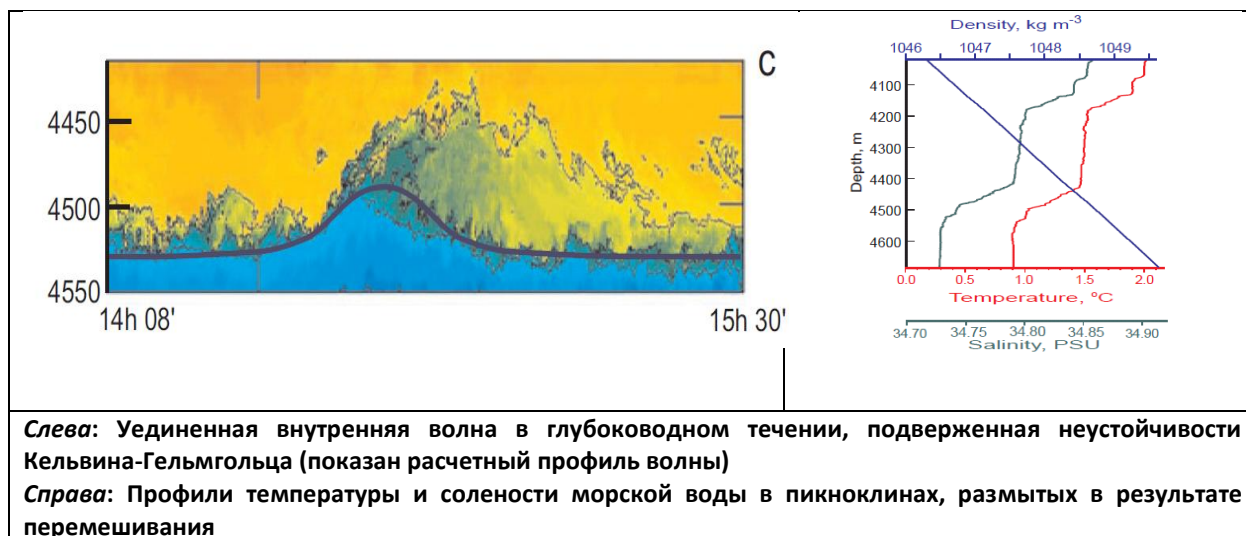 C
4450
4500
4550
14h 08'
15h 30'
Density, kg m-3
1046 1047 1048 1049
Depth, m
4100
4200
4300
4400
4500
4600
0.0 0.5 1.0 1.5 2.0
Temperature, ºC
34.70 34.75 34.80 34.85 34.90
Salinity, PSU
Слева: Уединенная внутренняя волна в глубоководном течении, подверженная неустойчивости
Кельвина-Гельмгольца (показан расчетный профиль волны)
Справа: Профили температуры и солености морской воды в пикноклинах, размытых в результате
перемешивания